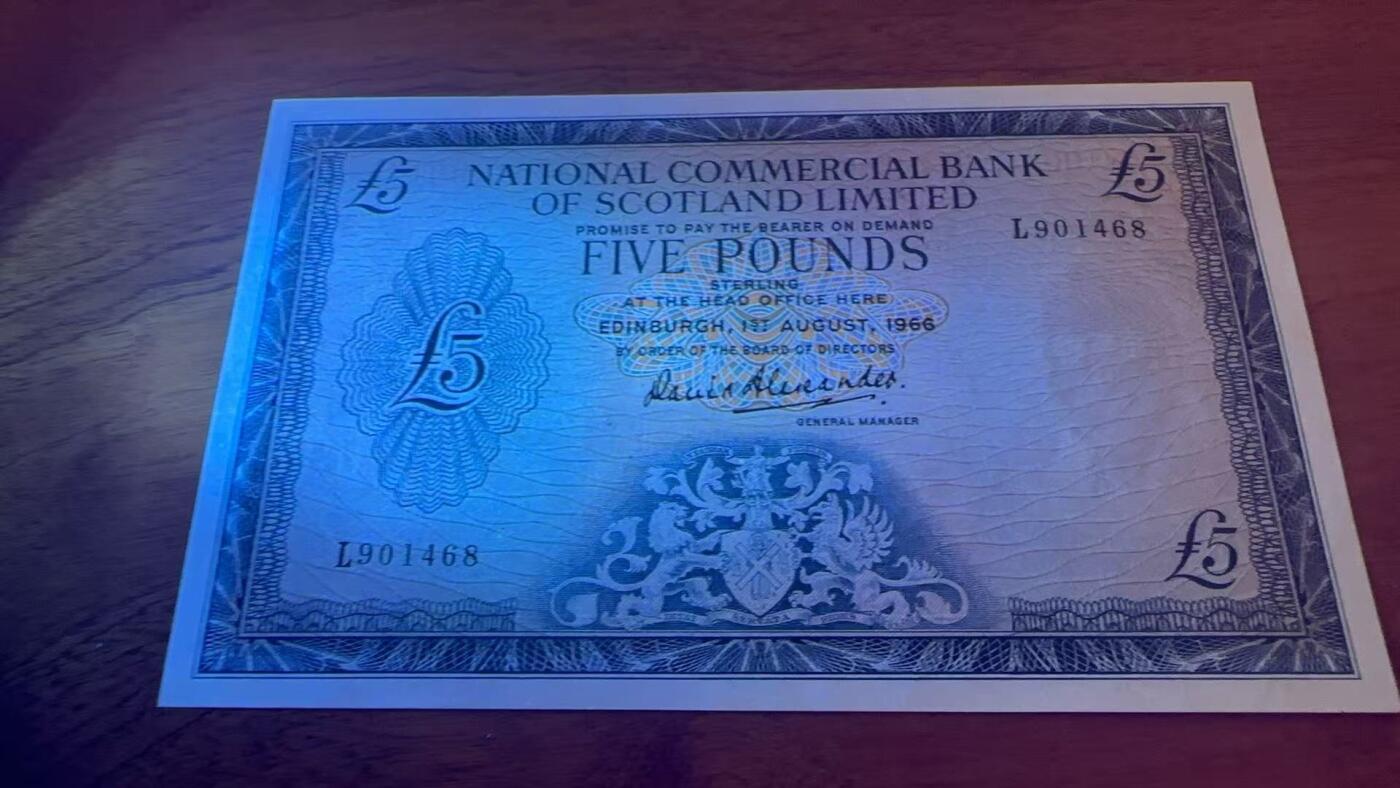 £5
NATIONAL COMMERCIAL BANK
£5
OF SCOTLAND LIMITED
PROMISE TO PAY THE BEARER ON DEMAND
L901468
FIVE POUNDS
STERLING
AT THE HEAD OFFICE HERE
£5
EDINBURGH, 1ST AUGUST, 1966
BY ORDER OF THE BOARD OF DIRECTORS
David Alexander.
GENERAL MANAGER
L901468
£5